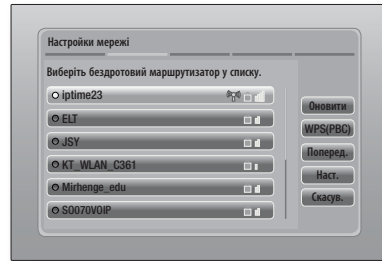 Настройки мережі
Виберіть бездротовий маршрутизатор у списку.
iptime23
ELT
JSY
KT_WLAN_C361
Mirhenge_edu
SO070VOIP
Оновити
WPS(PBC)
Поперед.
Наст.
Скасув.